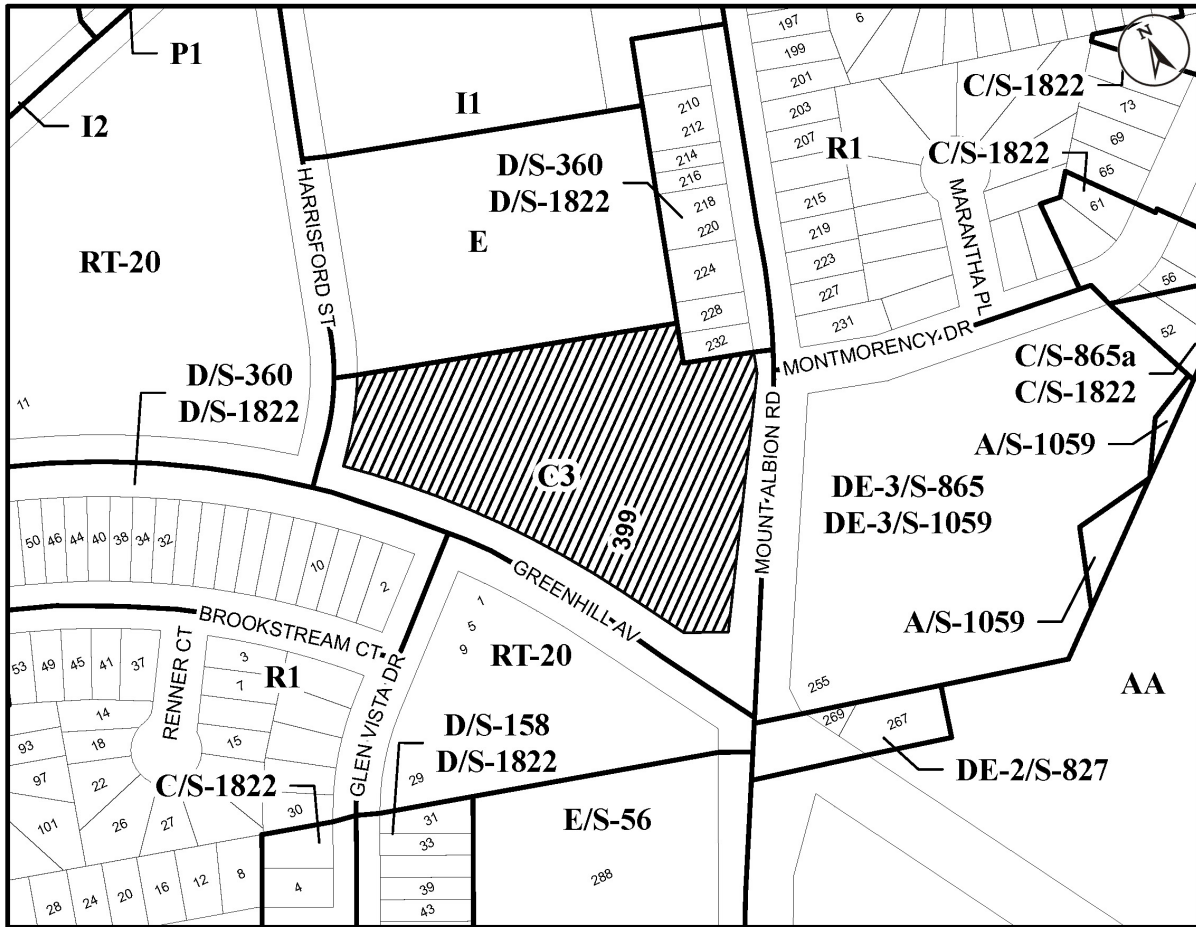 P1
I2
I1
N
197
6
199
201
203
207
R1
C/S-1822
73
69
65
C/S-1822
61
210
212
214
216
218
220
224
228
232
D/S-360
D/S-1822
E
RT-20
HARRISFORD ST
215
219
223
227
231
MARANTHA PL
MONTMORENCY DR
56
52
C/S-865a
C/S-1822
A/S-1059
D/S-360
D/S-1822
11
C3
399
MOUNT ALBION RD
DE-3/S-865
DE-3/S-1059
A/S-1059
AA
50
46
44
40
38
34
32
10
2
GREENHILL AV
BROOKSTREAM CT
1
5
9
RT-20
53
49
45
41
37
RENNER CT
3
7
R1
15
GLEN VISTA DR
14
18
22
93
97
101
26
27
30
C/S-1822
D/S-158
D/S-1822
29
31
33
39
43
E/S-56
288
255
269
267
DE-2/S-827
28
24
20
16
12
8
4